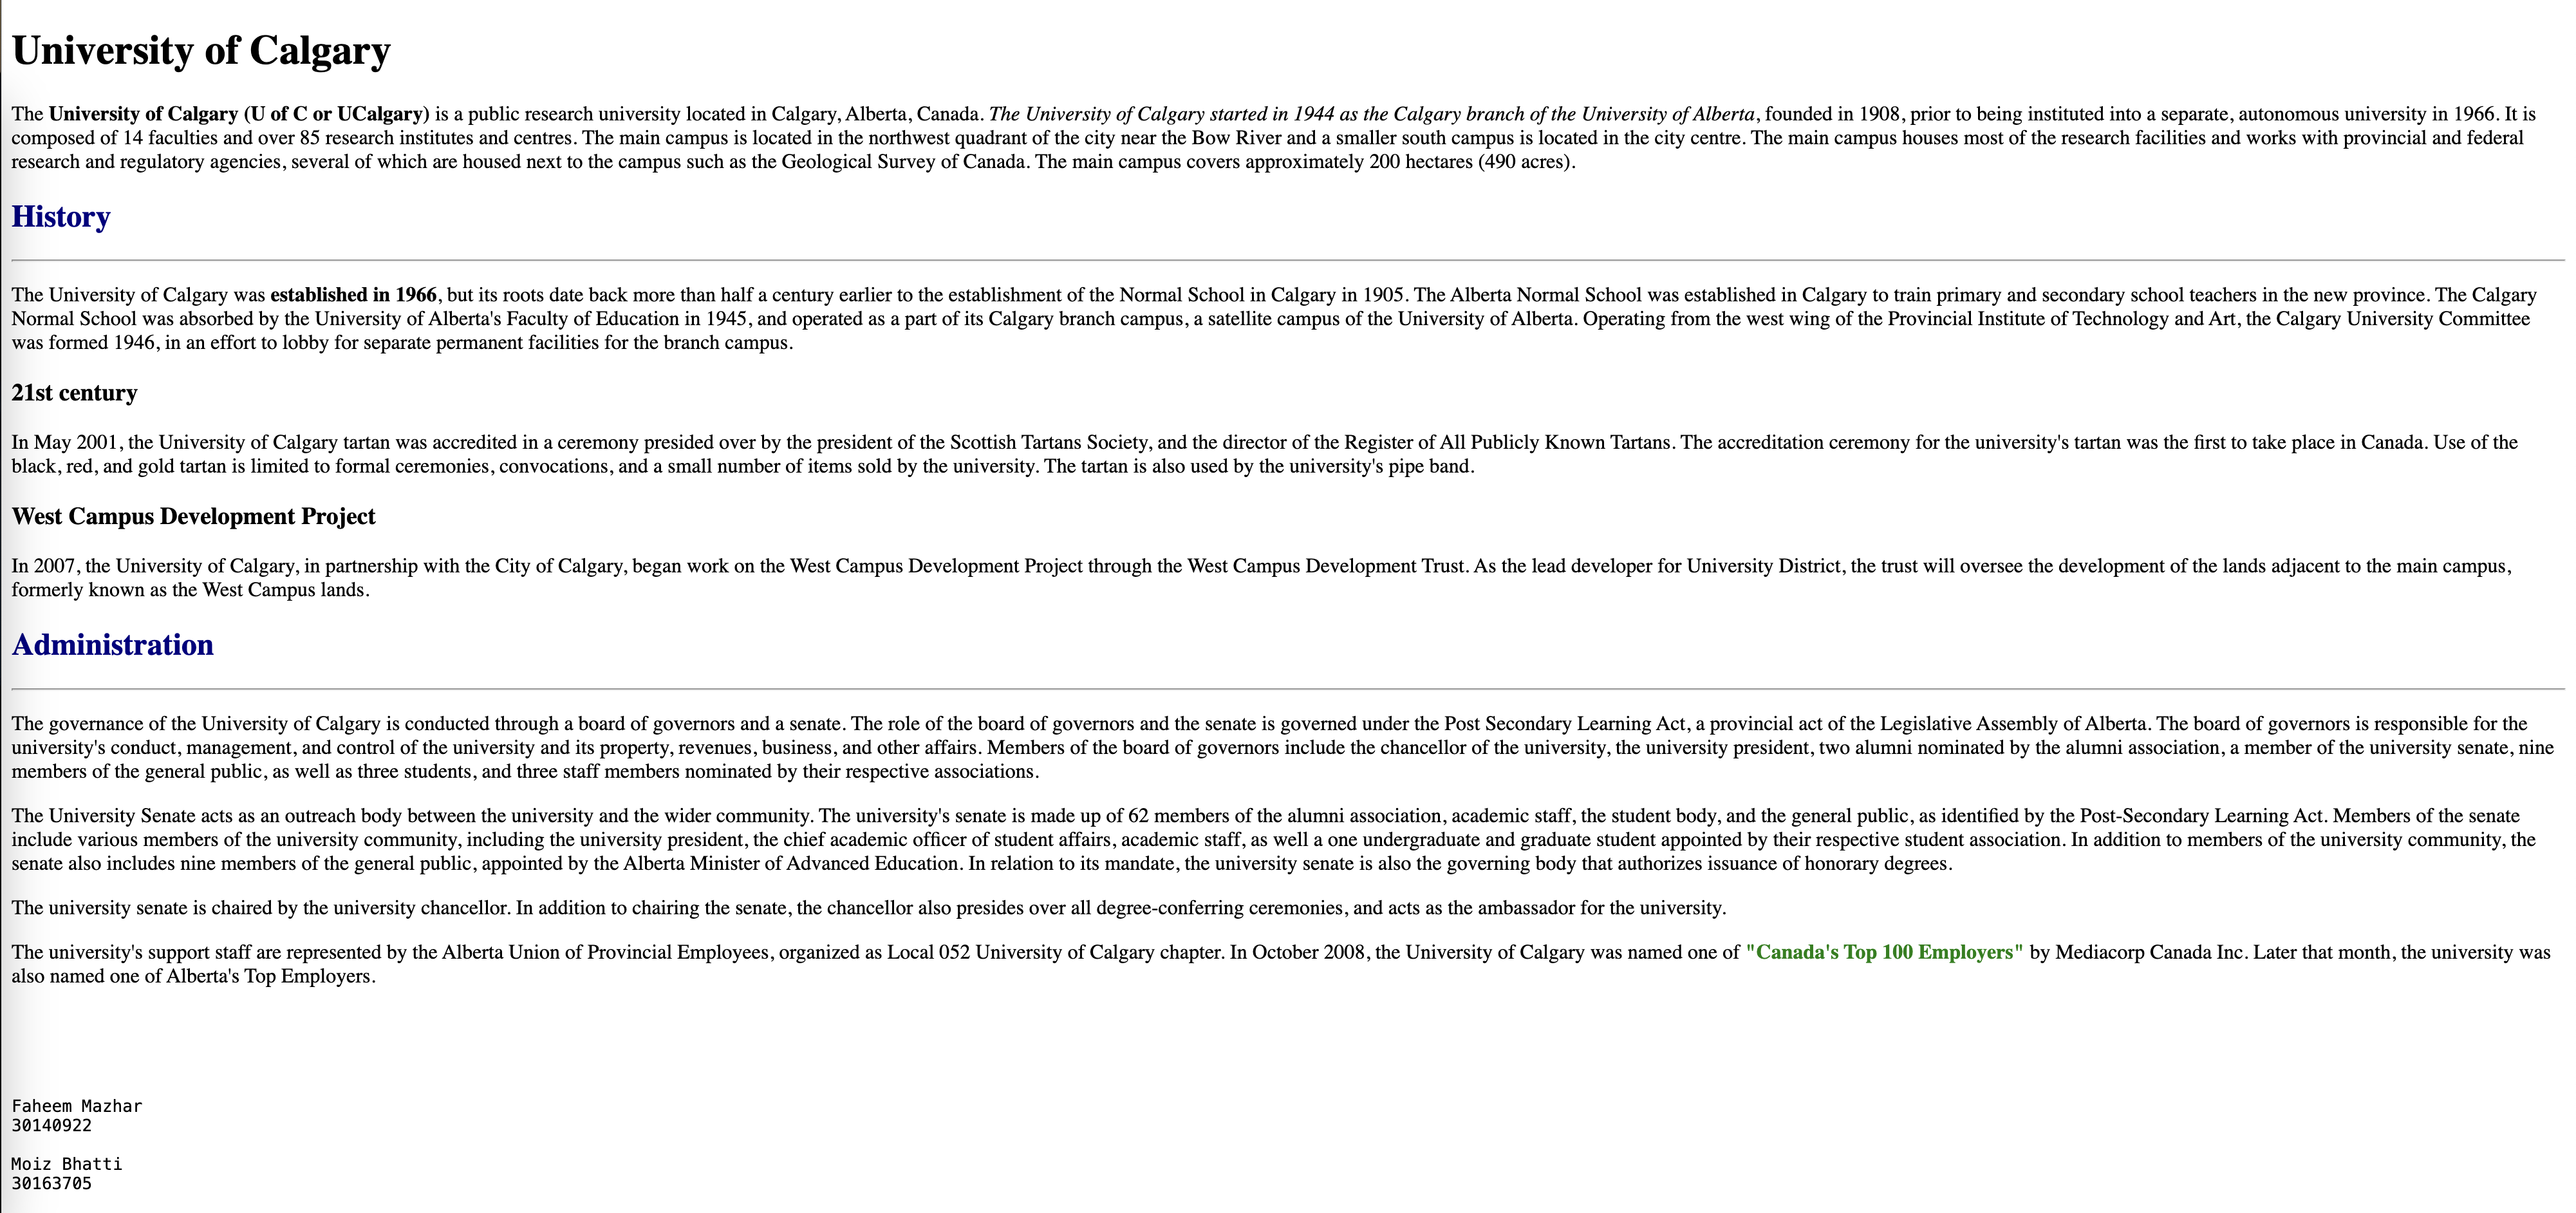 University of Calgary
The University of Calgary (U of C or UCalgary) is a public research university located in Calgary, Alberta, Canada. The University of Calgary started in 1944 as the Calgary branch of the University of Alberta, founded in 1908, prior to being instituted into a separate, autonomous university in 1966. It is
composed of 14 faculties and over 85 research institutes and centres. The main campus is located in the northwest quadrant of the city near the Bow River and a smaller south campus is located in the city centre. The main campus houses most of the research facilities and works with provincial and federal
research and regulatory agencies, several of which are housed next to the campus such as the Geological Survey of Canada. The main campus covers approximately 200 hectares (490 acres).
History
The University of Calgary was established in 1966, but its roots date back more than half a century earlier to the establishment of the Normal School in Calgary in 1905. The Alberta Normal School was established in Calgary to train primary and secondary school teachers in the new province. The Calgary
Normal School was absorbed by the University of Alberta's Faculty of Education in 1945, and operated as a part of its Calgary branch campus, a satellite campus of the University of Alberta. Operating from the west wing of the Provincial Institute of Technology and Art, the Calgary University Committee
was formed 1946, in an effort to lobby for separate permanent facilities for the branch campus.
21st century
In May 2001, the University of Calgary tartan was accredited in a ceremony presided over by the president of the Scottish Tartans Society, and the director of the Register of All Publicly Known Tartans. The accreditation ceremony for the university's tartan was the first to take place in Canada. Use of the
black, red, and gold tartan is limited to formal ceremonies, convocations, and a small number of items sold by the university. The tartan is also used by the university's pipe band.
West Campus Development Project
In 2007, the University of Calgary, in partnership with the City of Calgary, began work on the West Campus Development Project through the West Campus Development Trust. As the lead developer for University District, the trust will oversee the development of the lands adjacent to the main campus,
formerly known as the West Campus lands.
Administration
The governance of the University of Calgary is conducted through a board of governors and a senate. The role of the board of governors and the senate is governed under the Post Secondary Learning Act, a provincial act of the Legislative Assembly of Alberta. The board of governors is responsible for the
university's conduct, management, and control of the university and its property, revenues, business, and other affairs. Members of the board of governors include the chancellor of the university, the university president, two alumni nominated by the alumni association, a member of the university senate, nine
members of the general public, as well as three students, and three staff members nominated by their respective associations.
The University Senate acts as an outreach body between the university and the wider community. The university's senate is made up of 62 members of the alumni association, academic staff, the student body, and the general public, as identified by the Post-Secondary Learning Act. Members of the senate
include various members of the university community, including the university president, the chief academic officer of student affairs, academic staff, as well a one undergraduate and graduate student appointed by their respective student association. In addition to members of the university community, the
senate also includes nine members of the general public, appointed by the Alberta Minister of Advanced Education. In relation to its mandate, the university senate is also the governing body that authorizes issuance of honorary degrees.
The university senate is chaired by the university chancellor. In addition to chairing the senate, the chancellor also presides over all degree-conferring ceremonies, and acts as the ambassador for the university.
The university's support staff are represented by the Alberta Union of Provincial Employees, organized as Local 052 University of Calgary chapter. In October 2008, the University of Calgary was named one of "Canada's Top 100 Employers" by Mediacorp Canada Inc. Later that month, the university was
also named one of Alberta's Top Employers.
Faheem Mazhar
30140922
Moiz Bhatti
30163705